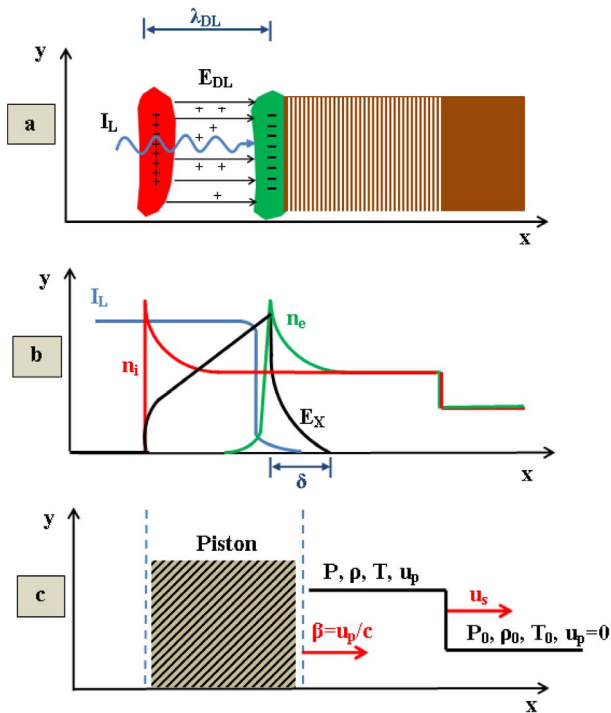 λDL
y
EDL
a
IL
x
y
IL
ne
b
ni
EX
x
δ
y
Piston
P, ρ, T, up
c
us
β=up/c
P0, ρ0, T0, up=0
x